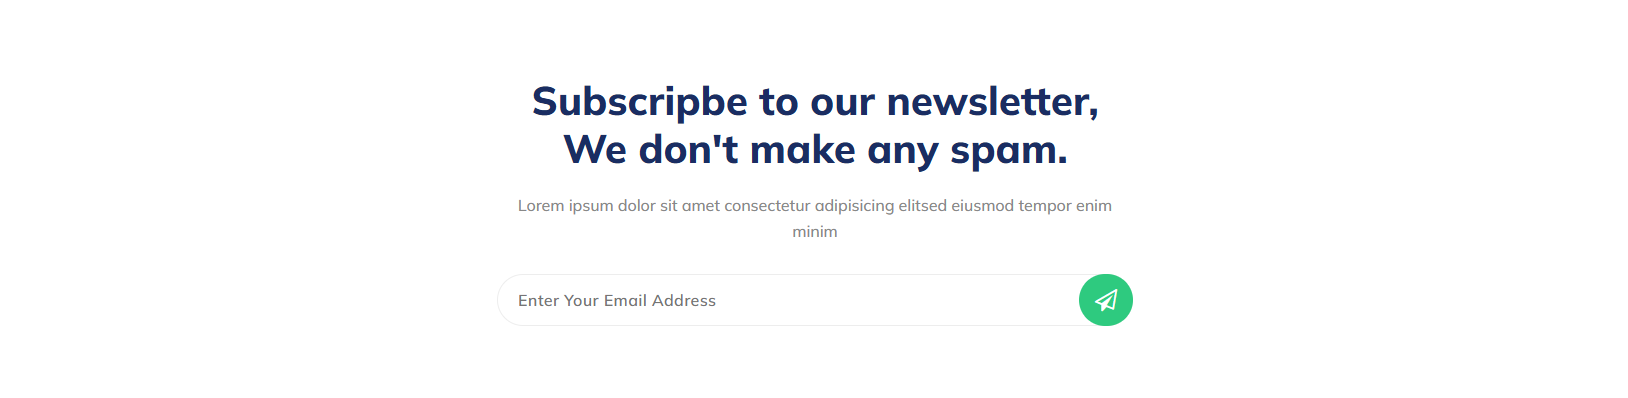 Subscripbe to our newsletter,
We don't make any spam.
Lorem ipsum dolor sit amet consectetur adipisicing elitsed eiusmod tempor enim
minim
Enter Your Email Address